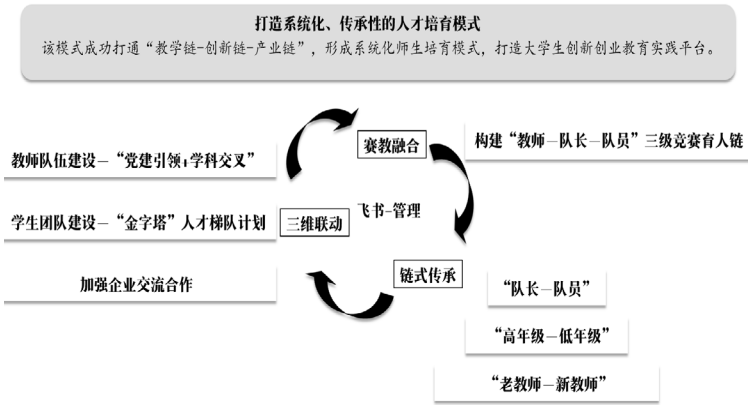 打造系统化、传承性的人才培育模式
该模式成功打通“教学链-创新链-产业链”，形成系统化师生培育模式，打造大学生创新创业教育实践平台。
赛教融合
构建“教师—队长—队员”三级竞赛育人链
教师队伍建设—“党建引领+学科交叉”
学生团队建设—“金字塔”人才梯队计划
三维联动
飞书-管理
加强企业交流合作
链式传承
“队长—队员”
“高年级—低年级”
“老教师—新教师”